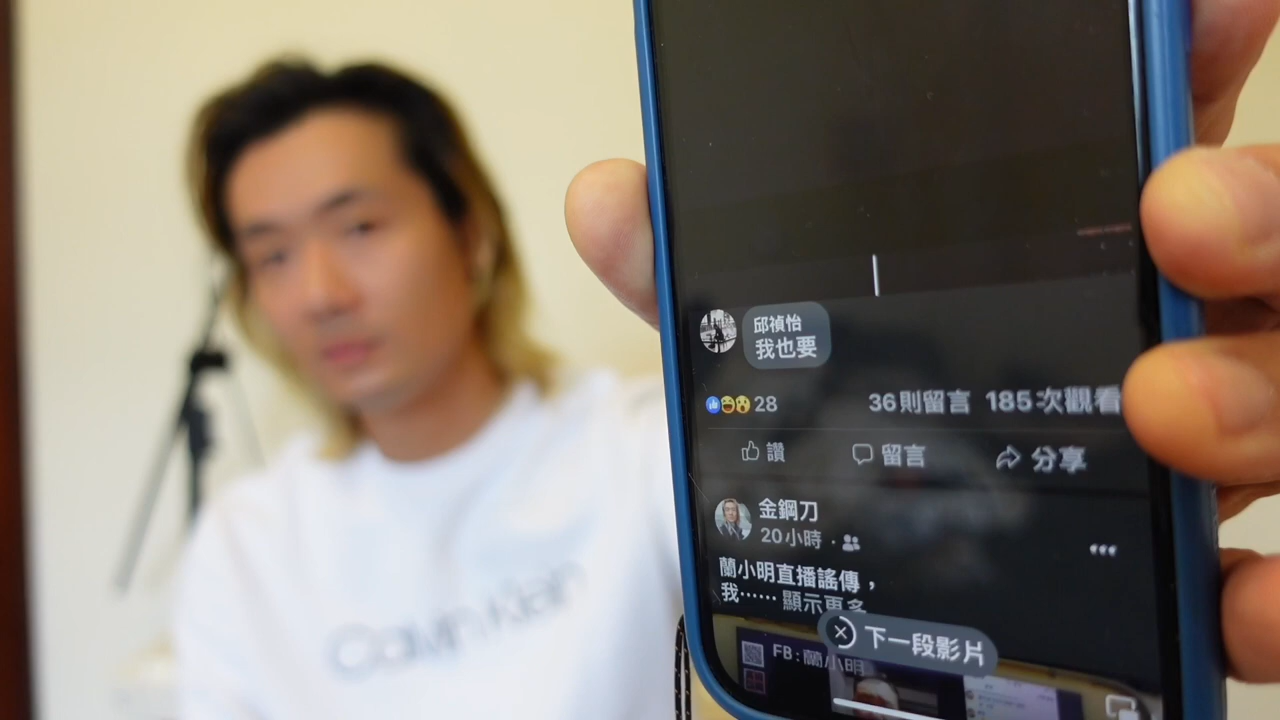 邱禎怡
我也要
28
36則留言 185次觀看
讚 留言 分享
金鋼刀
20小時 ·
蘭小明直播謠傳，
我…… 顯示更多
下一段影片
FB : 蘭小明
Calvin Klein